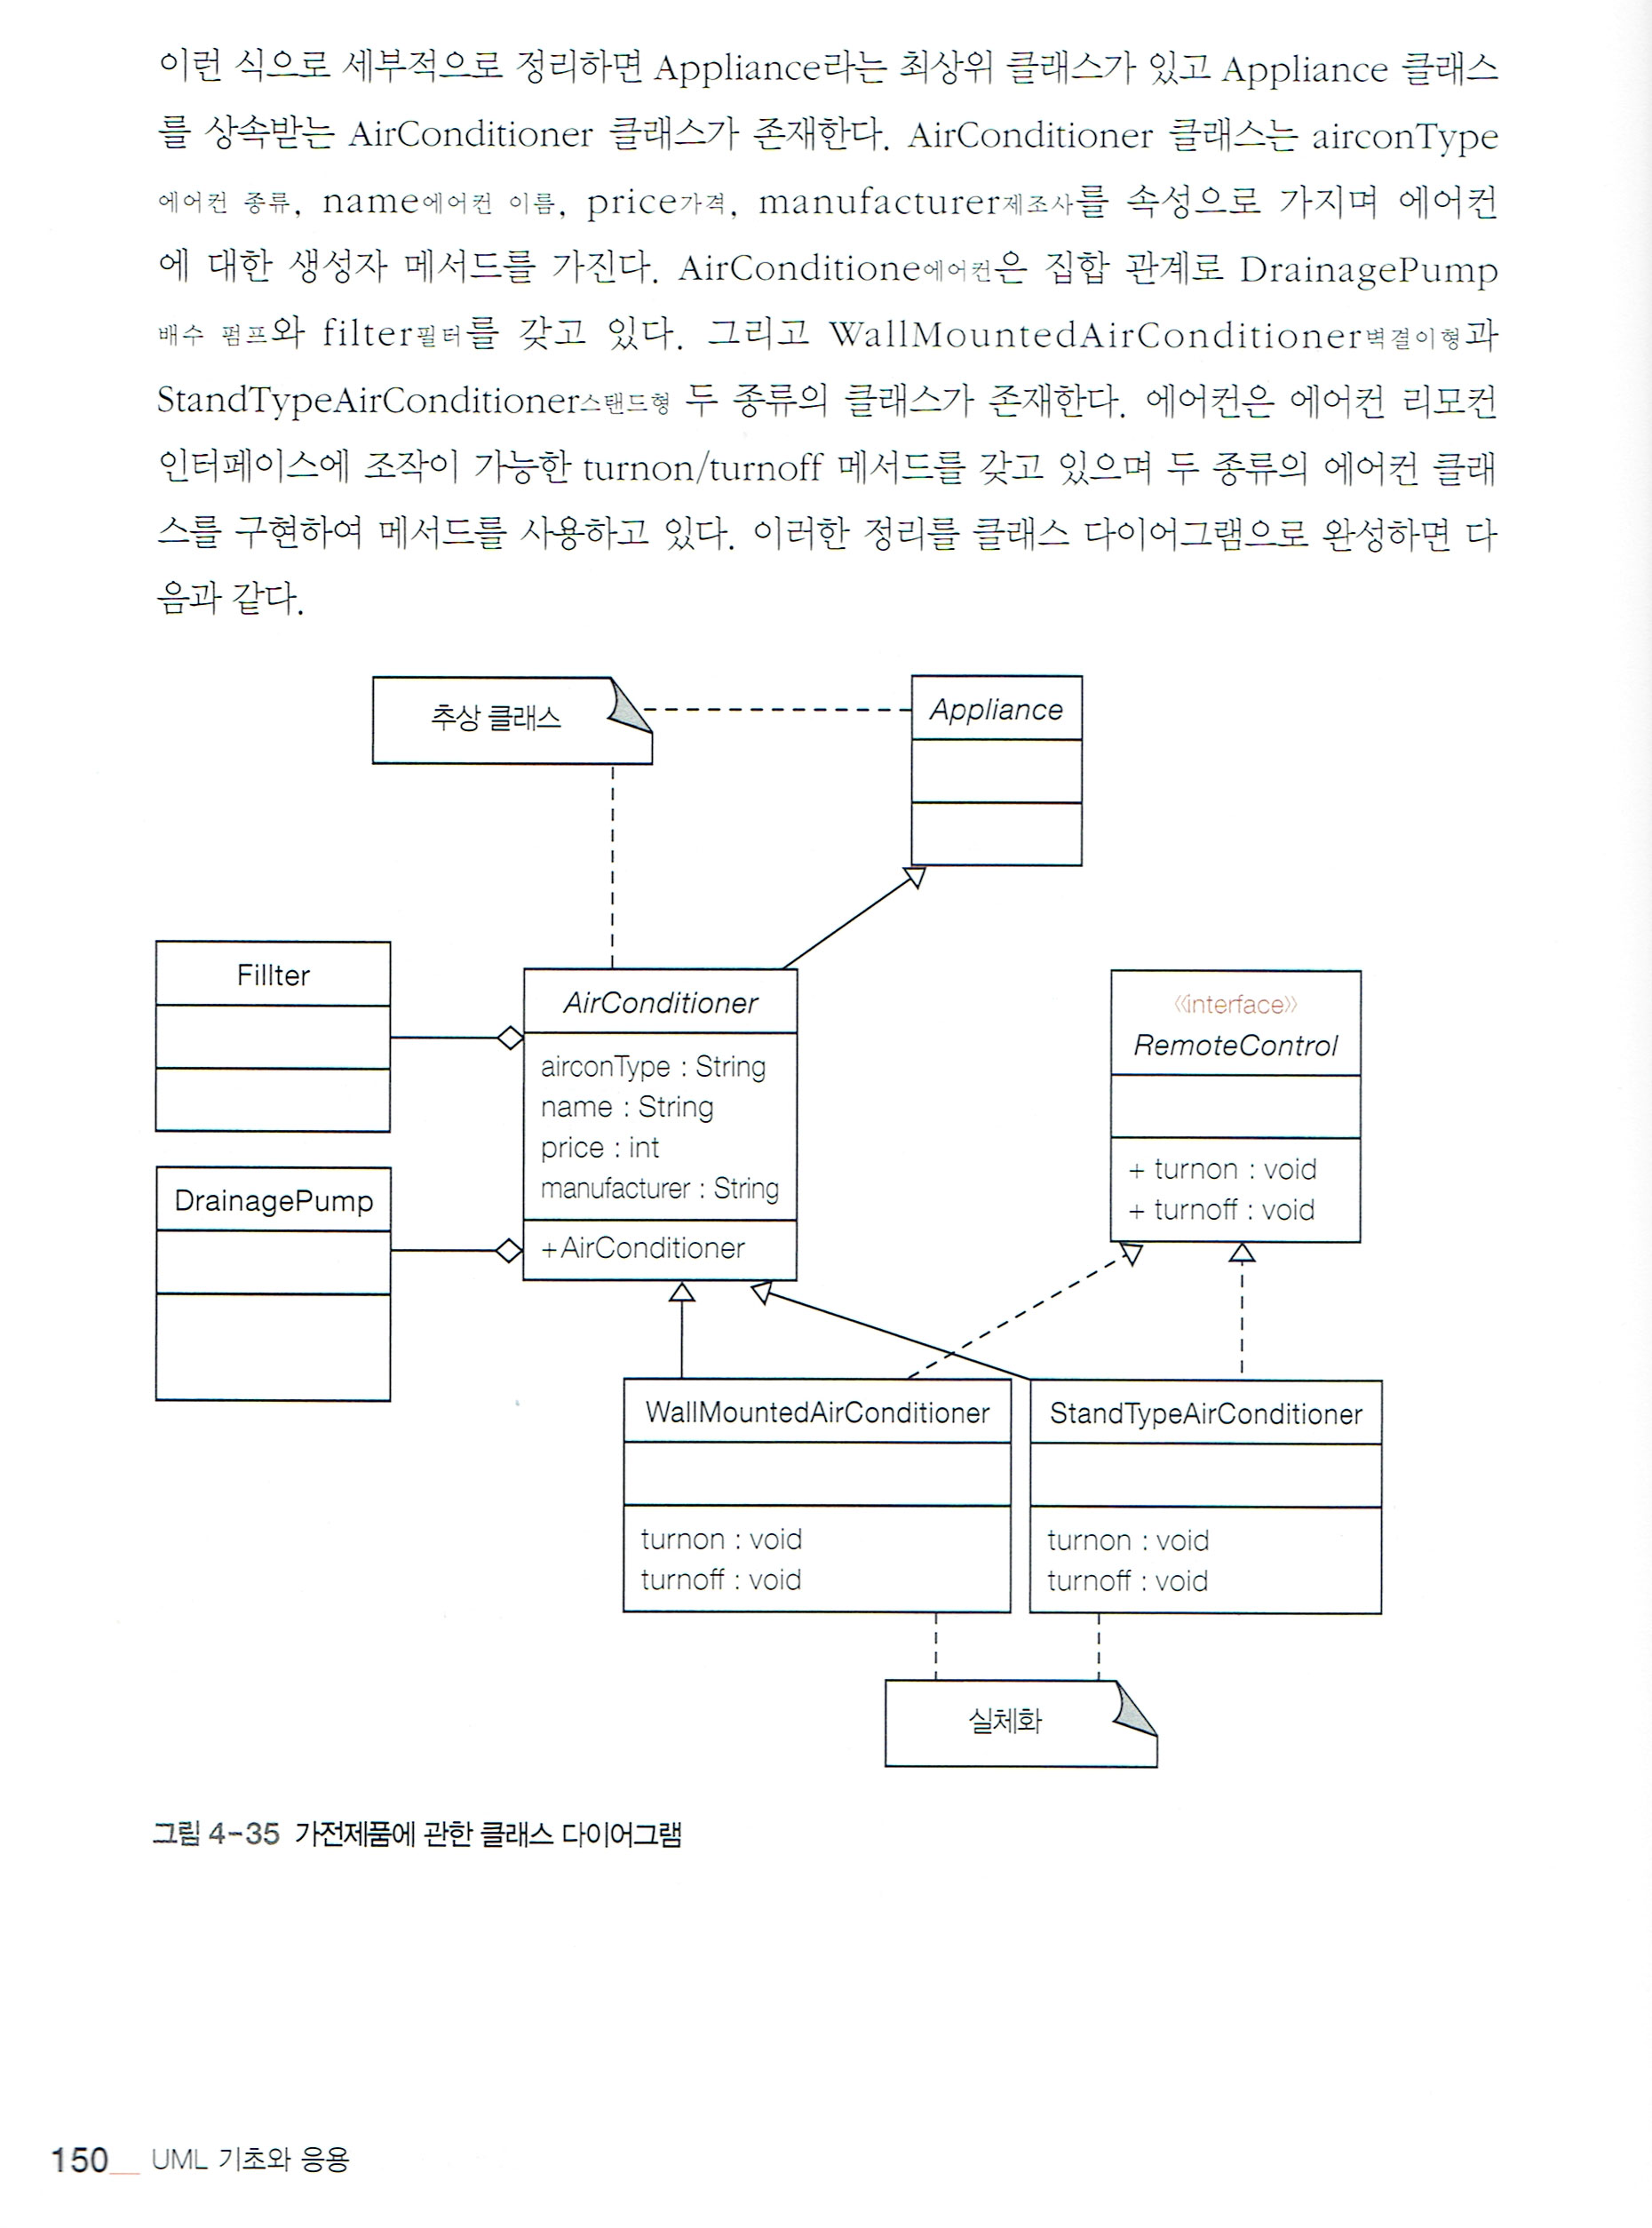 이런 식으로 세부적으로 정리하면 Appliance라는 최상위 클래스가 있고 Appliance 클래스
를 상속받는 AirConditioner 클래스가 존재한다. AirConditioner 클래스는 airconType
에어컨 종류, name에어컨 이름, price가격, manufacturer제조사를 속성으로 가지며 에어컨
에 대한 생성자 메서드를 가진다. AirConditione에어컨은 집합 관계로 DrainagePump
배수 펌프와 filter필터를 갖고 있다. 그리고 WallMountedAirConditioner벽결이형과
StandTypeAirConditioner스탠드형 두 종류의 클래스가 존재한다. 에어컨은 에어컨 리모컨
인터페이스에 조작이 가능한 turnon/turnoff 메서드를 갖고 있으며 두 종류의 에어컨 클래
스를 구현하여 메서드를 사용하고 있다. 이러한 정리를 클래스 다이어그램으로 완성하면 다
음과 같다.
추상 클래스
Appliance
Fillter
AirConditioner
airconType : String
name : String
price : int
manufacturer : String
+AirConditioner
«interface»
RemoteControl
+ turnon : void
+ turnoff : void
DrainagePump
WallMountedAirConditioner
turnon : void
turnoff : void
StandTypeAirConditioner
turnon : void
turnoff : void
실체화
그림 4-35 가전제품에 관한 클래스 다이어그램
150 UML 기초와 응용